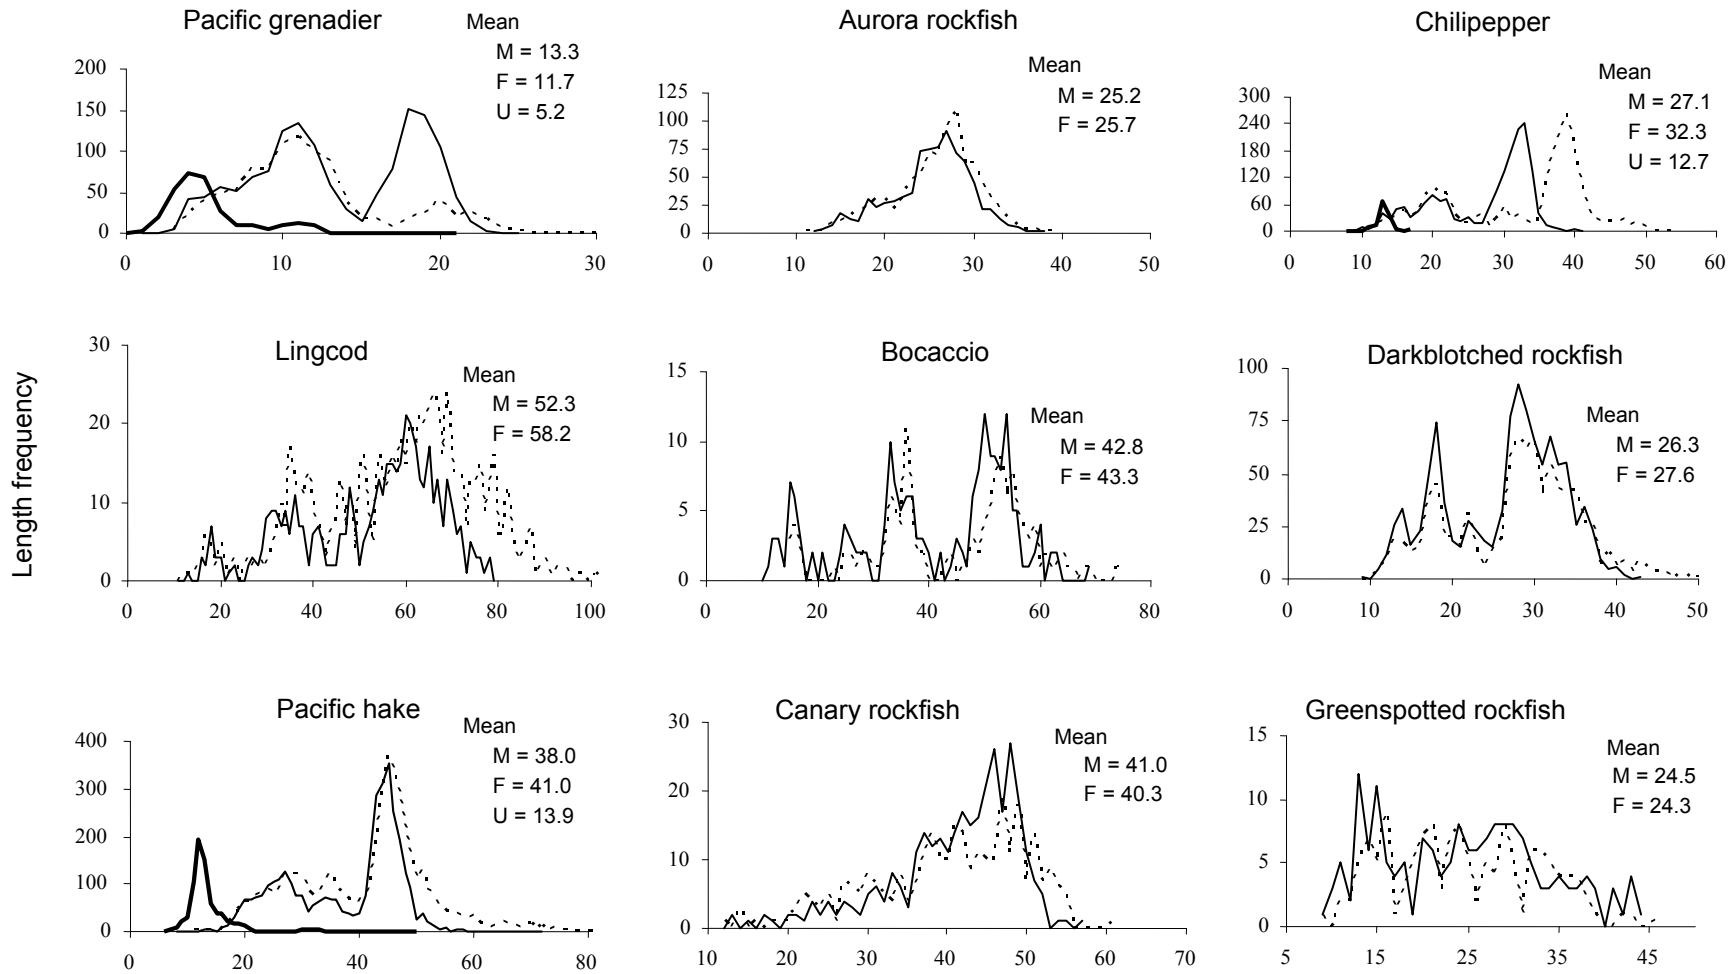 Pacific grenadier
Mean
M = 13.3
F = 11.7
U = 5.2
200
150
100
50
0
0 10 20 30
Aurora rockfish
Mean
M = 25.2
F = 25.7
125
100
75
50
25
0
0 10 20 30 40 50
Chilipepper
Mean
M = 27.1
F = 32.3
U = 12.7
300
240
180
120
60
0
0 10 20 30 40 50 60
Length frequency
Lingcod
Mean
M = 52.3
F = 58.2
30
20
10
0
0 20 40 60 80 100
Bocaccio
Mean
M = 42.8
F = 43.3
15
10
5
0
0 20 40 60 80
Darkblotched rockfish
Mean
M = 26.3
F = 27.6
100
75
50
25
0
0 10 20 30 40 50
Pacific hake
Mean
M = 38.0
F = 41.0
U = 13.9
400
300
200
100
0
0 20 40 60 80
Canary rockfish
Mean
M = 41.0
F = 40.3
30
20
10
0
10 20 30 40 50 60 70
Greenspotted rockfish
Mean
M = 24.5
F = 24.3
15
10
5
0
5 15 25 35 45